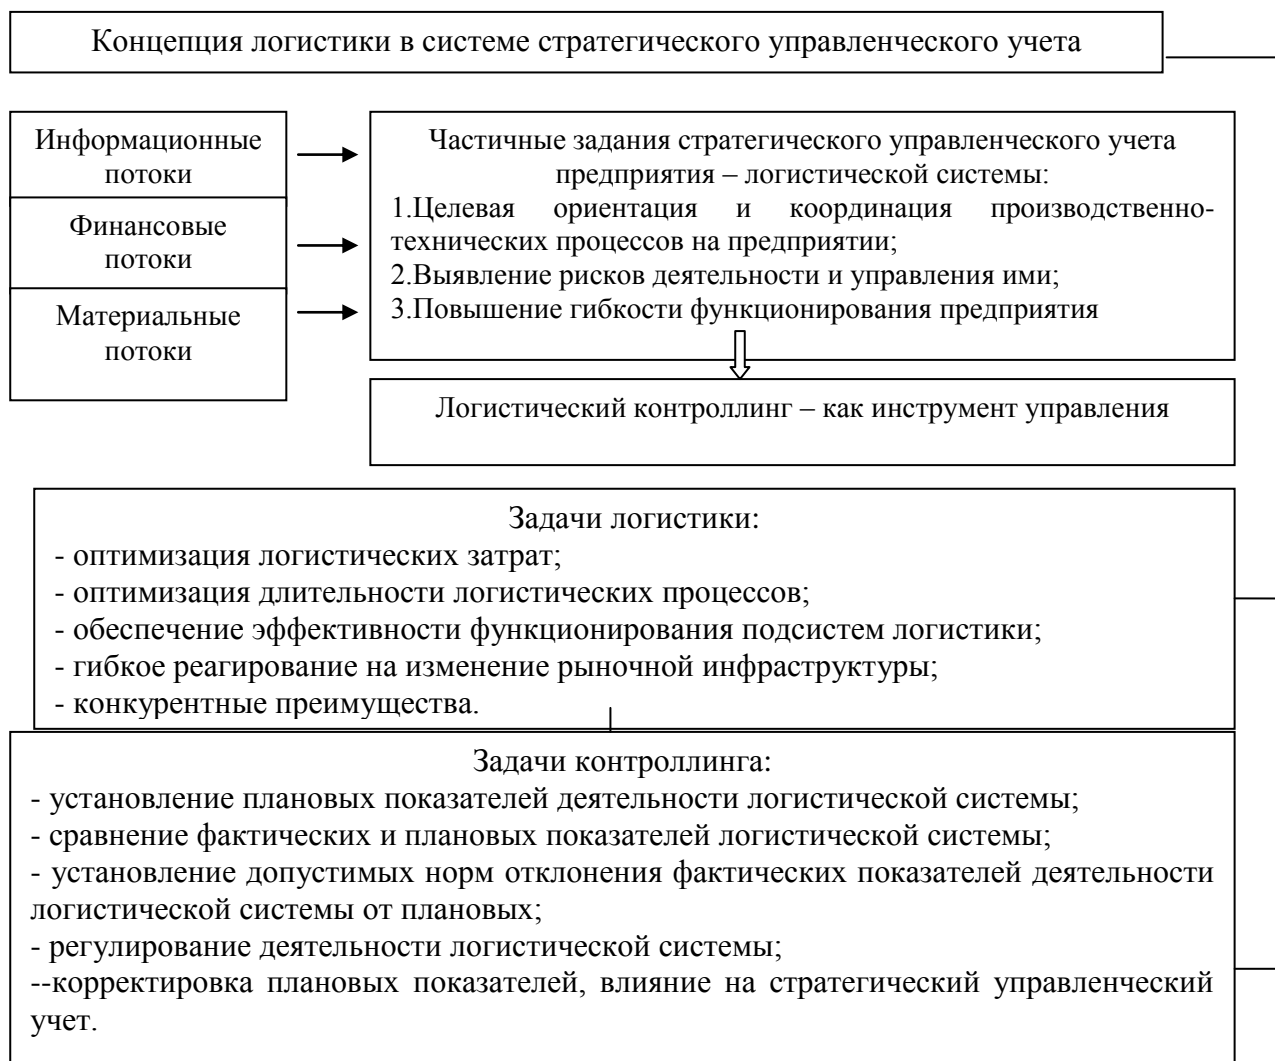 Концепция логистики в системе стратегического управленческого учета
Информационные
потоки
Финансовые
потоки
Материальные
потоки
Частичные задания стратегического управленческого учета
предприятия – логистической системы:
1.Целевая ориентация и координация производственно-
технических процессов на предприятии;
2.Выявление рисков деятельности и управления ими;
3.Повышение гибкости функционирования предприятия
Логистический контроллинг – как инструмент управления
Задачи логистики:
- оптимизация логистических затрат;
- оптимизация длительности логистических процессов;
- обеспечение эффективности функционирования подсистем логистики;
- гибкое реагирование на изменение рыночной инфраструктуры;
- конкурентные преимущества.
Задачи контроллинга:
- установление плановых показателей деятельности логистической системы;
- сравнение фактических и плановых показателей логистической системы;
- установление допустимых норм отклонения фактических показателей деятельности
логистической системы от плановых;
- регулирование деятельности логистической системы;
--корректировка плановых показателей, влияние на стратегический управленческий
учет.